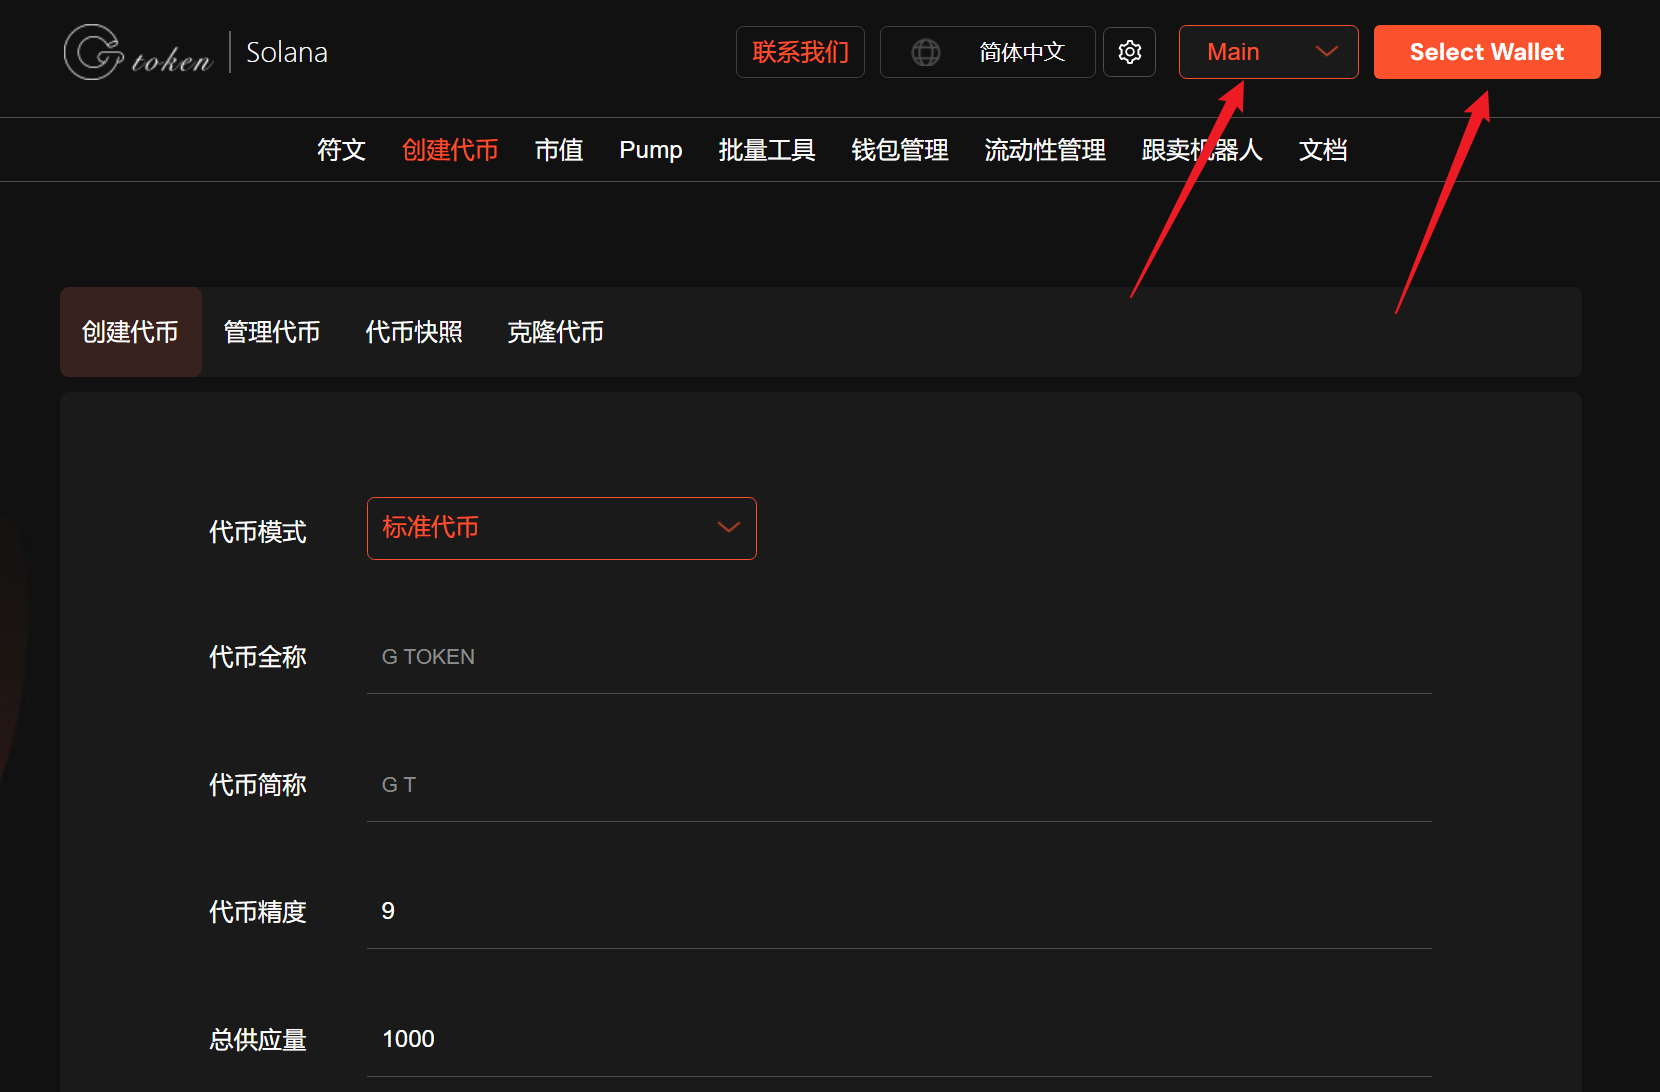 G token | Solana
联系我们
简体中文
Main
Select Wallet
符文 创建代币 市值 Pump 批量工具 钱包管理 流动性管理 跟卖机器人 文档
创建代币 管理代币 代币快照 克隆代币
代币模式 标准代币
代币全称 G TOKEN
代币简称 G T
代币精度 9
总供应量 1000